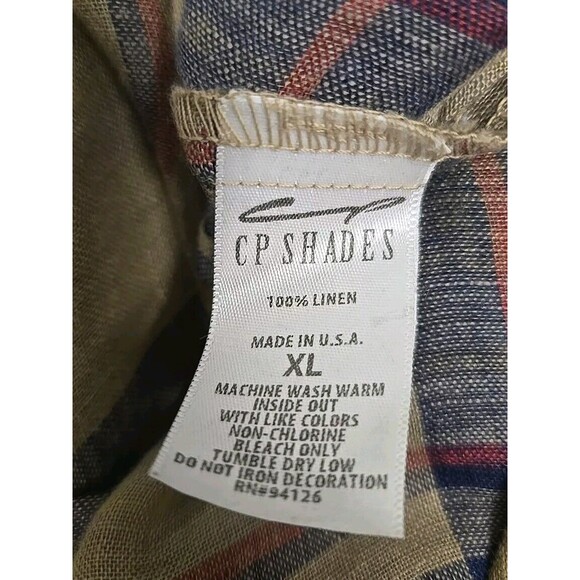 CP SHADES
100% LINEN
MADE IN U.S.A.
XL
MACHINE WASH WARM
INSIDE OUT
WITH LIKE COLORS
NON-CHLORINE
BLEACH ONLY
TUMBLE DRY LOW
DO NOT IRON DECORATION
RN#94126